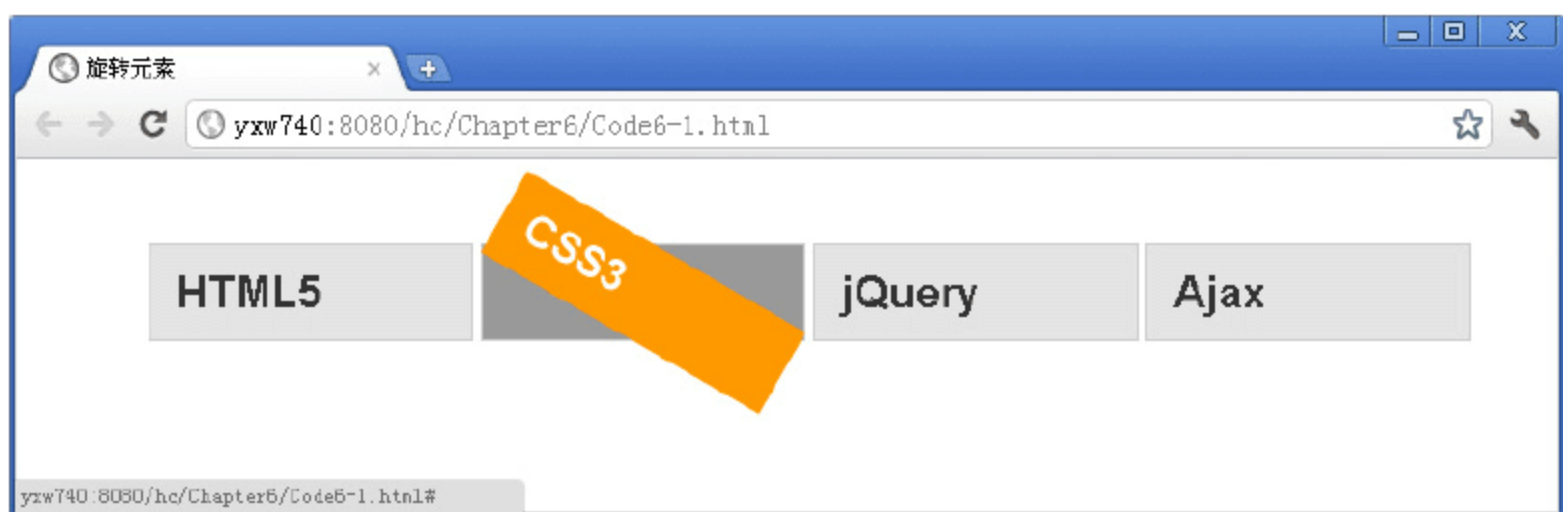 旋转元素
yxw740:8080/hc/Chapter6/Code6-1.html
HTML5 CSS3 jQuery Ajax
yxw740:8080/hc/Chapter6/Code6-1.html#